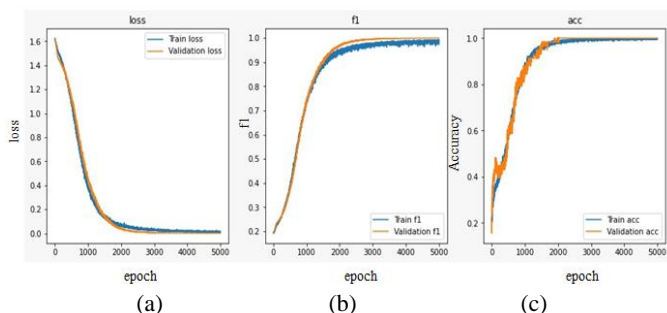 loss
Train loss
Validation loss
1.6
1.4
1.2
1.0
0.8
0.6
0.4
0.2
0.0
loss
0 1000 2000 3000 4000 5000
epoch
(a)
f1
1.0
0.9
0.8
0.7
0.6
0.5
0.4
0.3
0.2
f1
Train f1
Validation f1
0 1000 2000 3000 4000 5000
epoch
(b)
acc
1.0
0.8
0.6
0.4
0.2
Accuracy
Train acc
Validation acc
0 1000 2000 3000 4000 5000
epoch
(c)